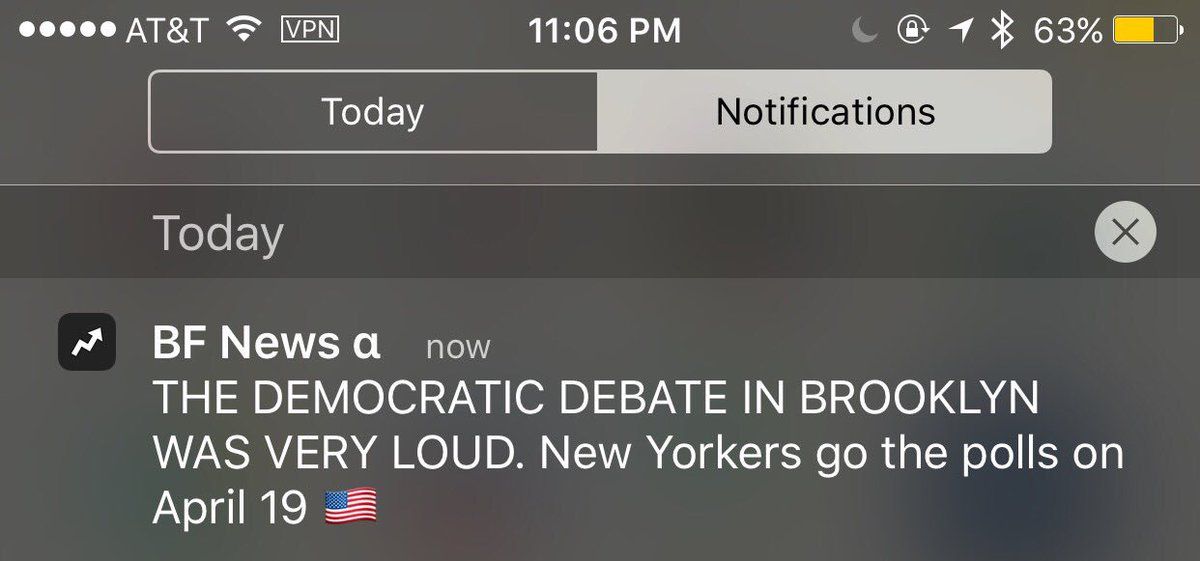 AT&T VPN 11:06 PM 63%
Today Notifications
Today
BF News α now
THE DEMOCRATIC DEBATE IN BROOKLYN
WAS VERY LOUD. New Yorkers go the polls on
April 19 🇺🇸